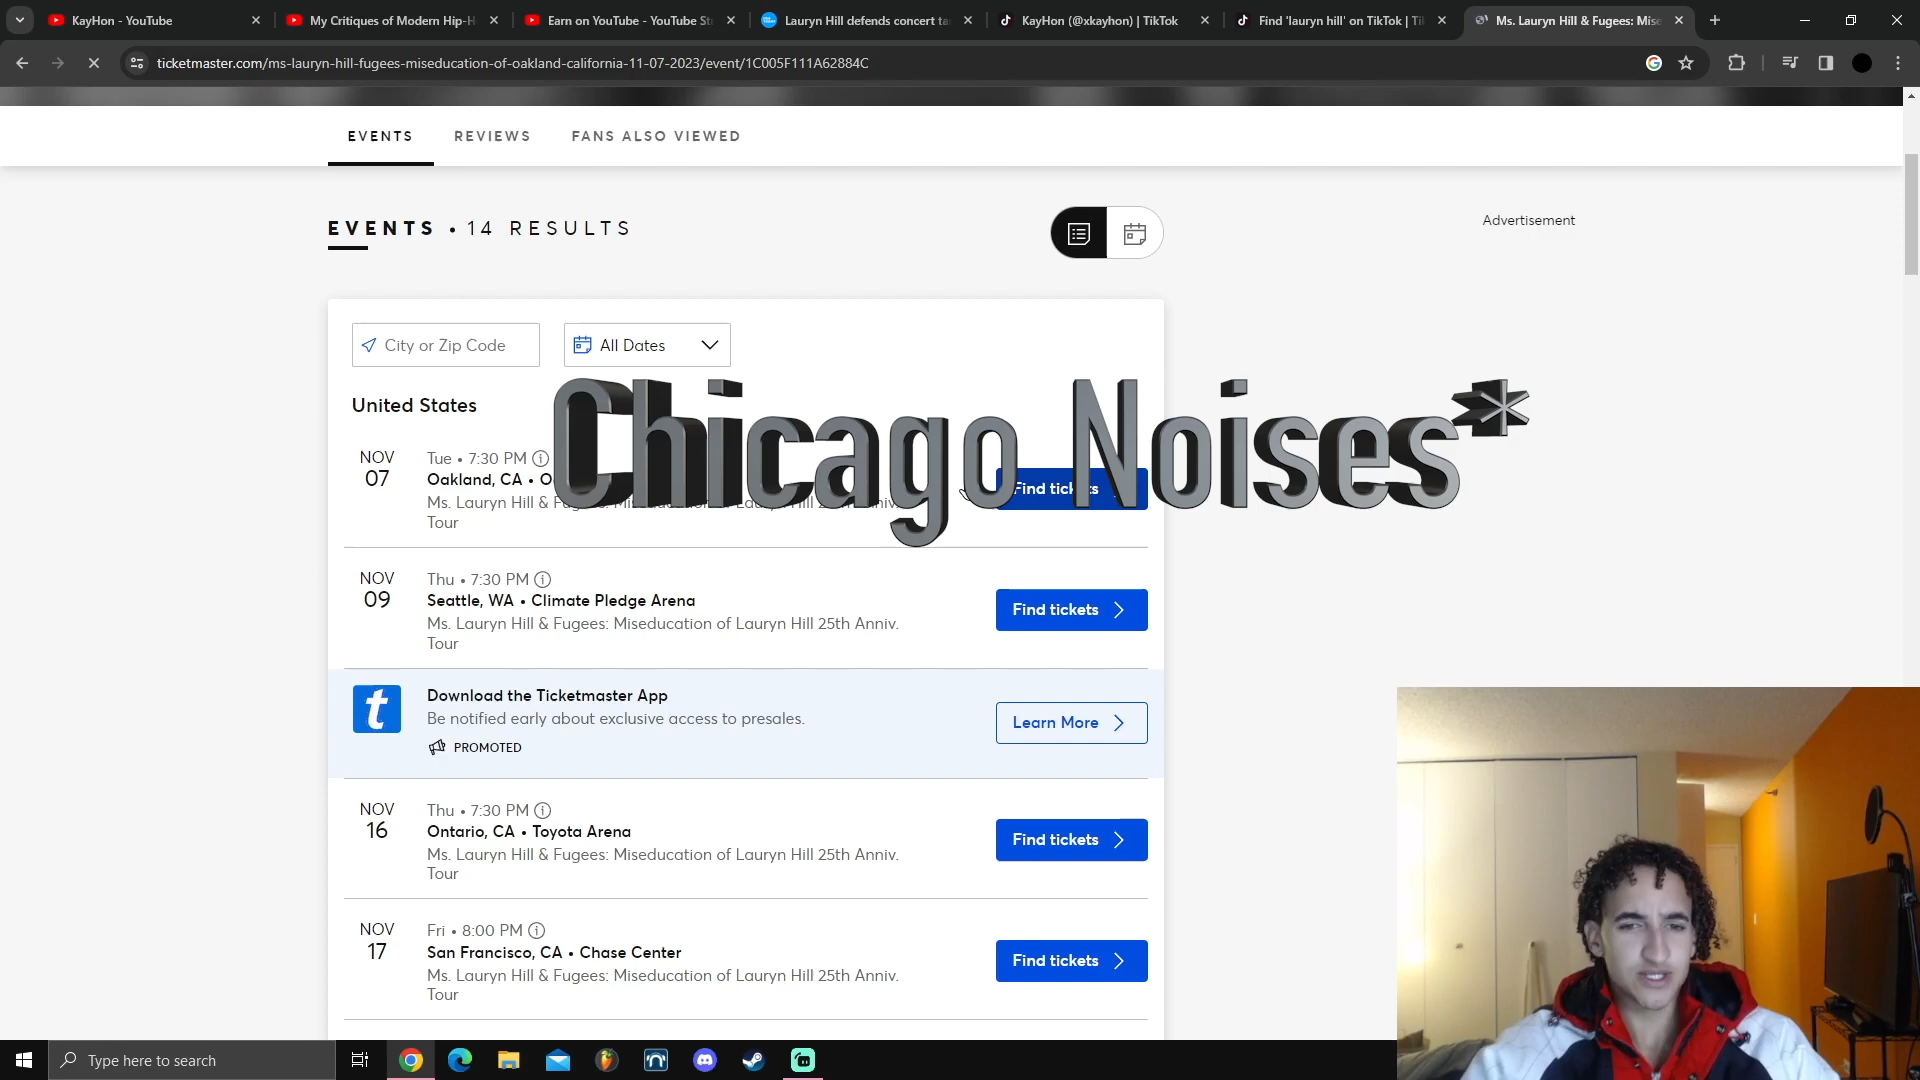 KayHon - YouTube
My Critiques of Modern Hip-H
Earn on YouTube - YouTube St
Lauryn Hill defends concert ta
KayHon (@xkayhon) | TikTok
Find 'lauryn hill' on TikTok | Ti
Ms. Lauryn Hill & Fugees: Mise
ticketmaster.com/ms-lauryn-hill-fugees-miseducation-of-oakland-california-11-07-2023/event/1C005F111A62884C
EVENTS
REVIEWS
FANS ALSO VIEWED
EVENTS • 14 RESULTS
Advertisement
City or Zip Code
All Dates
United States
Chicago Noises*
NOV
07
Tue • 7:30 PM
Oakland, CA •
Ms. Lauryn Hill &
Tour
Find tickets
NOV
09
Thu • 7:30 PM
Seattle, WA • Climate Pledge Arena
Ms. Lauryn Hill & Fugees: Miseducation of Lauryn Hill 25th Anniv.
Tour
Find tickets
t
Download the Ticketmaster App
Be notified early about exclusive access to presales.
PROMOTED
Learn More
NOV
16
Thu • 7:30 PM
Ontario, CA • Toyota Arena
Ms. Lauryn Hill & Fugees: Miseducation of Lauryn Hill 25th Anniv.
Tour
Find tickets
NOV
17
Fri • 8:00 PM
San Francisco, CA • Chase Center
Ms. Lauryn Hill & Fugees: Miseducation of Lauryn Hill 25th Anniv.
Tour
Find tickets
Type here to search